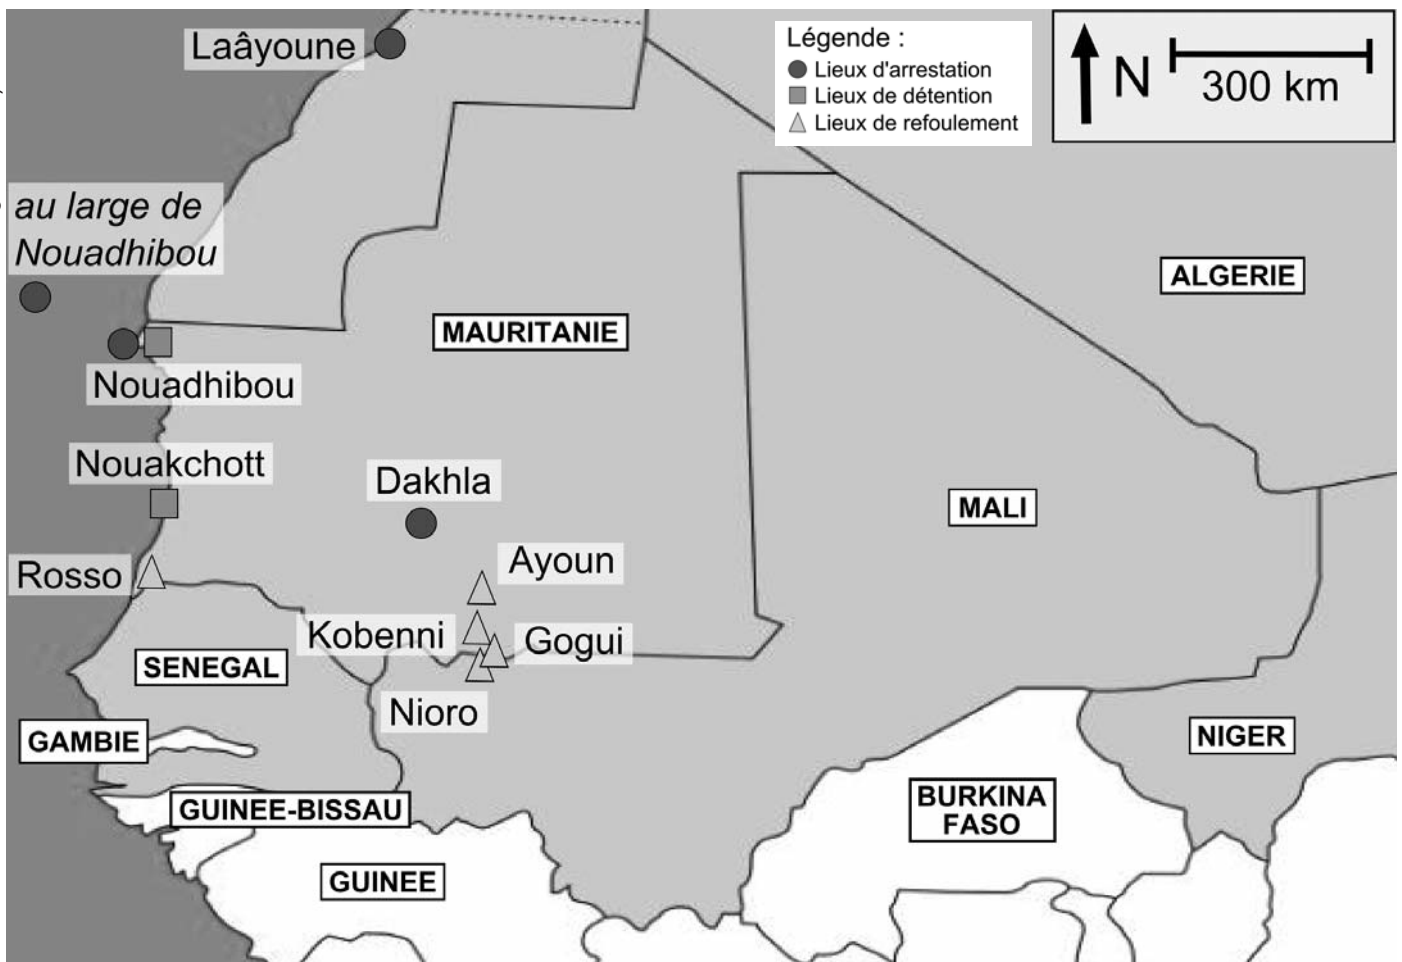 Laâyoune
Légende :
Lieux d'arrestation
Lieux de détention
Lieux de refoulement
N
300 km
au large de
Nouadhibou
ALGERIE
MAURITANIE
Nouadhibou
Nouakchott
Dakhla
MALI
Ayoun
Rosso
Kobenni
Gogui
SENEGAL
Nioro
GAMBIE
NIGER
GUINEE-BISSAU
BURKINA
FASO
GUINEE